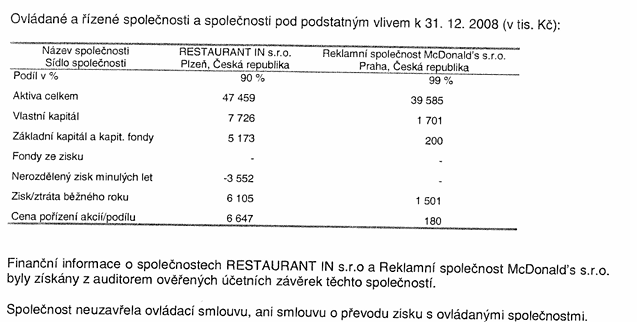 Ovládané a řízené společnosti a společnosti pod podstatným vlivem k 31. 12. 2008 (v tis. Kč):
Název společnosti RESTAURANT IN s.r.o. Reklamní společnost McDonald's s.r.o.
Sídlo společnosti Plzeň, Česká republika Praha, Česká republika
Podíl v % 90 % 99 %
Aktiva celkem 47 459 39 585
Vlastní kapitál 7 726 1 701
Základní kapitál a kapit. fondy 5 173 200
Fondy ze zisku - -
Nerozdělený zisk minulých let -3 552 -
Zisk/ztráta běžného roku 6 105 1 501
Cena pořízení akcií/podílu 6 647 180
Finanční informace o společnostech RESTAURANT IN s.r.o a Reklamní společnost McDonald's s.r.o.
byly získány z auditorem ověřených účetních závěrek těchto společností.
Společnost neuzavřela ovládací smlouvu, ani smlouvu o převodu zisku s ovládanými společnostmi.